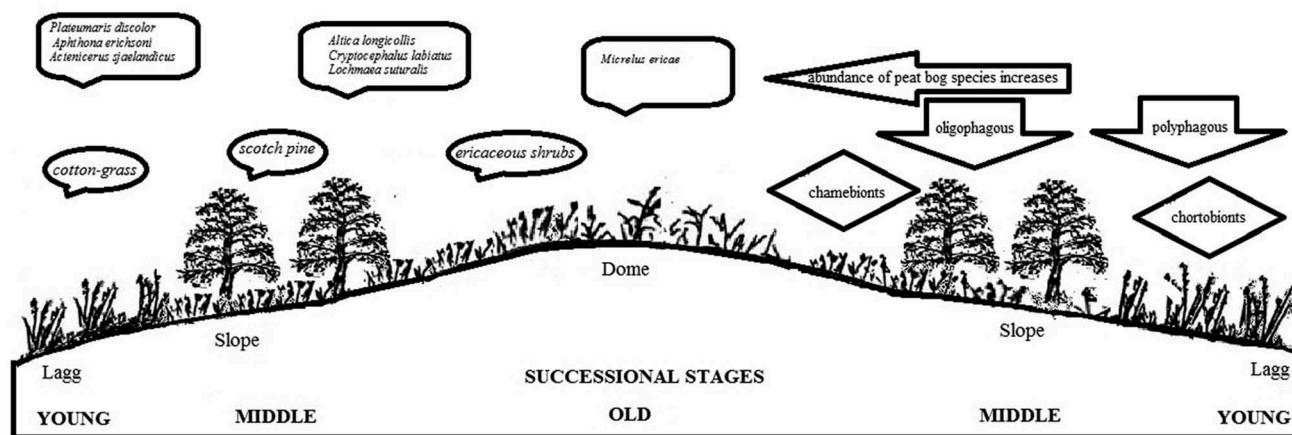 Plateumaris discolor
Aphthona erichsoni
Actenicerus sjaelandicus
Altica longicollis
Cryptocephalus labiatus
Lochmaea suturalis
Micrelus ericae
abundance of peat bog species increases
oligophagous
polyphagous
cotton-grass
scotch pine
ericaceous shrubs
chamebionts
chortobionts
Dome
Slope
Slope
Lagg
Lagg
SUCCESSIONAL STAGES
YOUNG
MIDDLE
OLD
MIDDLE
YOUNG